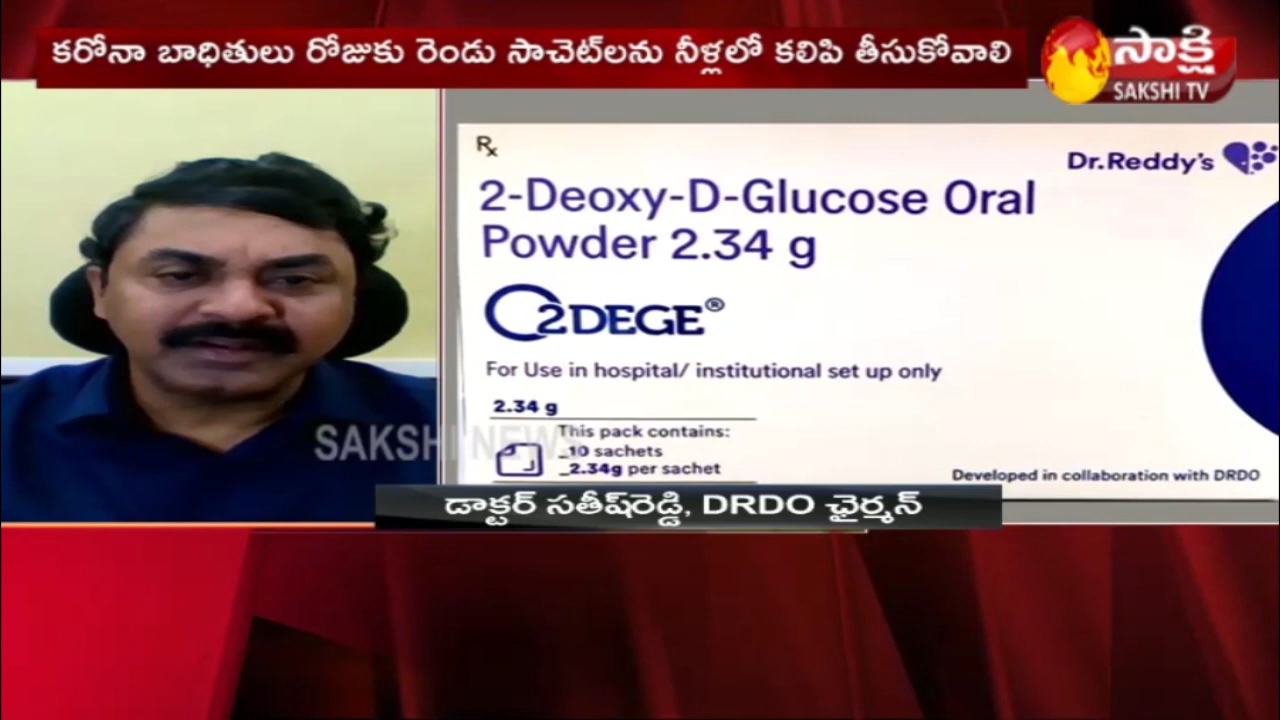 కరోనా బాధితులు రోజుకు రెండు సాచెట్‌లను నీళ్లలో కలిపి తీసుకోవాలి
సాక్షి
SAKSHI TV
Rx
Dr.Reddy's
2-Deoxy-D-Glucose Oral
Powder 2.34 g
2DEGE®
For Use in hospital/ institutional set up only
2.34 g
This pack contains:
10 sachets
2.34g per sachet
Developed in collaboration with DRDO
SAKSHI NEWS
డాక్టర్ సతీష్‌రెడ్డి, DRDO ఛైర్మన్